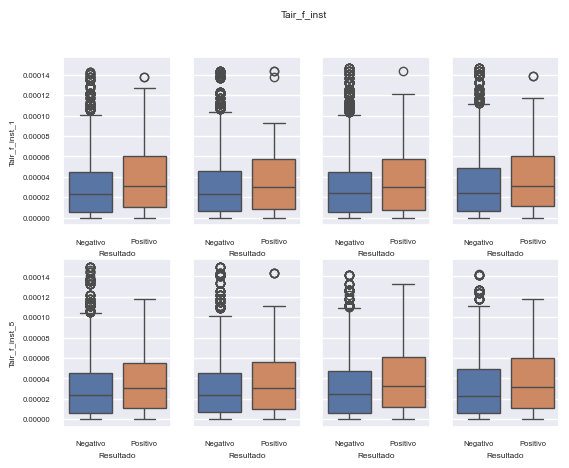 Tair_f_inst
0.00014
0.00012
0.00010
0.00008
0.00006
0.00004
0.00002
0.00000
Tair_f_inst_1
Negativo Positivo Negativo Positivo Negativo Positivo Negativo Positivo
Resultado Resultado Resultado Resultado
0.00014
0.00012
0.00010
0.00008
0.00006
0.00004
0.00002
0.00000
Tair_f_inst_5
Negativo Positivo Negativo Positivo Negativo Positivo Negativo Positivo
Resultado Resultado Resultado Resultado